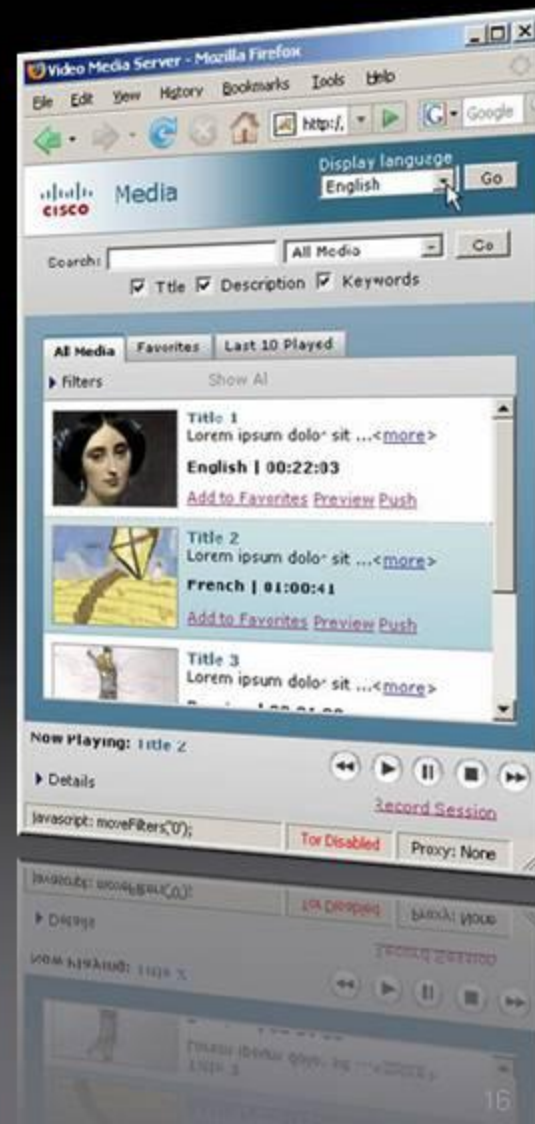 Video Media Server - Mozilla Firefox
File Edit View History Bookmarks Tools Help
http:/, G Google
Display language
CISCO Media English Go
Search: All Media Go
Title Description Keywords
All Media Favorites Last 10 Played
Filters Show All
Title 1
Lorem ipsum dolor sit ...<more>
English | 00:22:03
Add to Favorites Preview Push
Title 2
Lorem ipsum dolor sit ...<more>
French | 01:00:41
Add to Favorites Preview Push
Title 3
Lorem ipsum dolor sit ...<more>
Now Playing: Title 2
Details
Record Session
javascript: moveFilters('0'); Tor Disabled Proxy: None
16